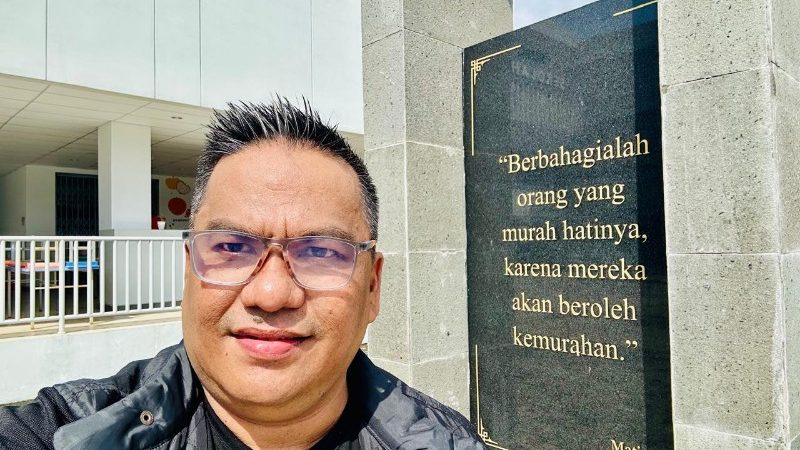 “Berbahagialah
orang yang
murah hatinya,
karena mereka
akan beroleh
kemurahan.”